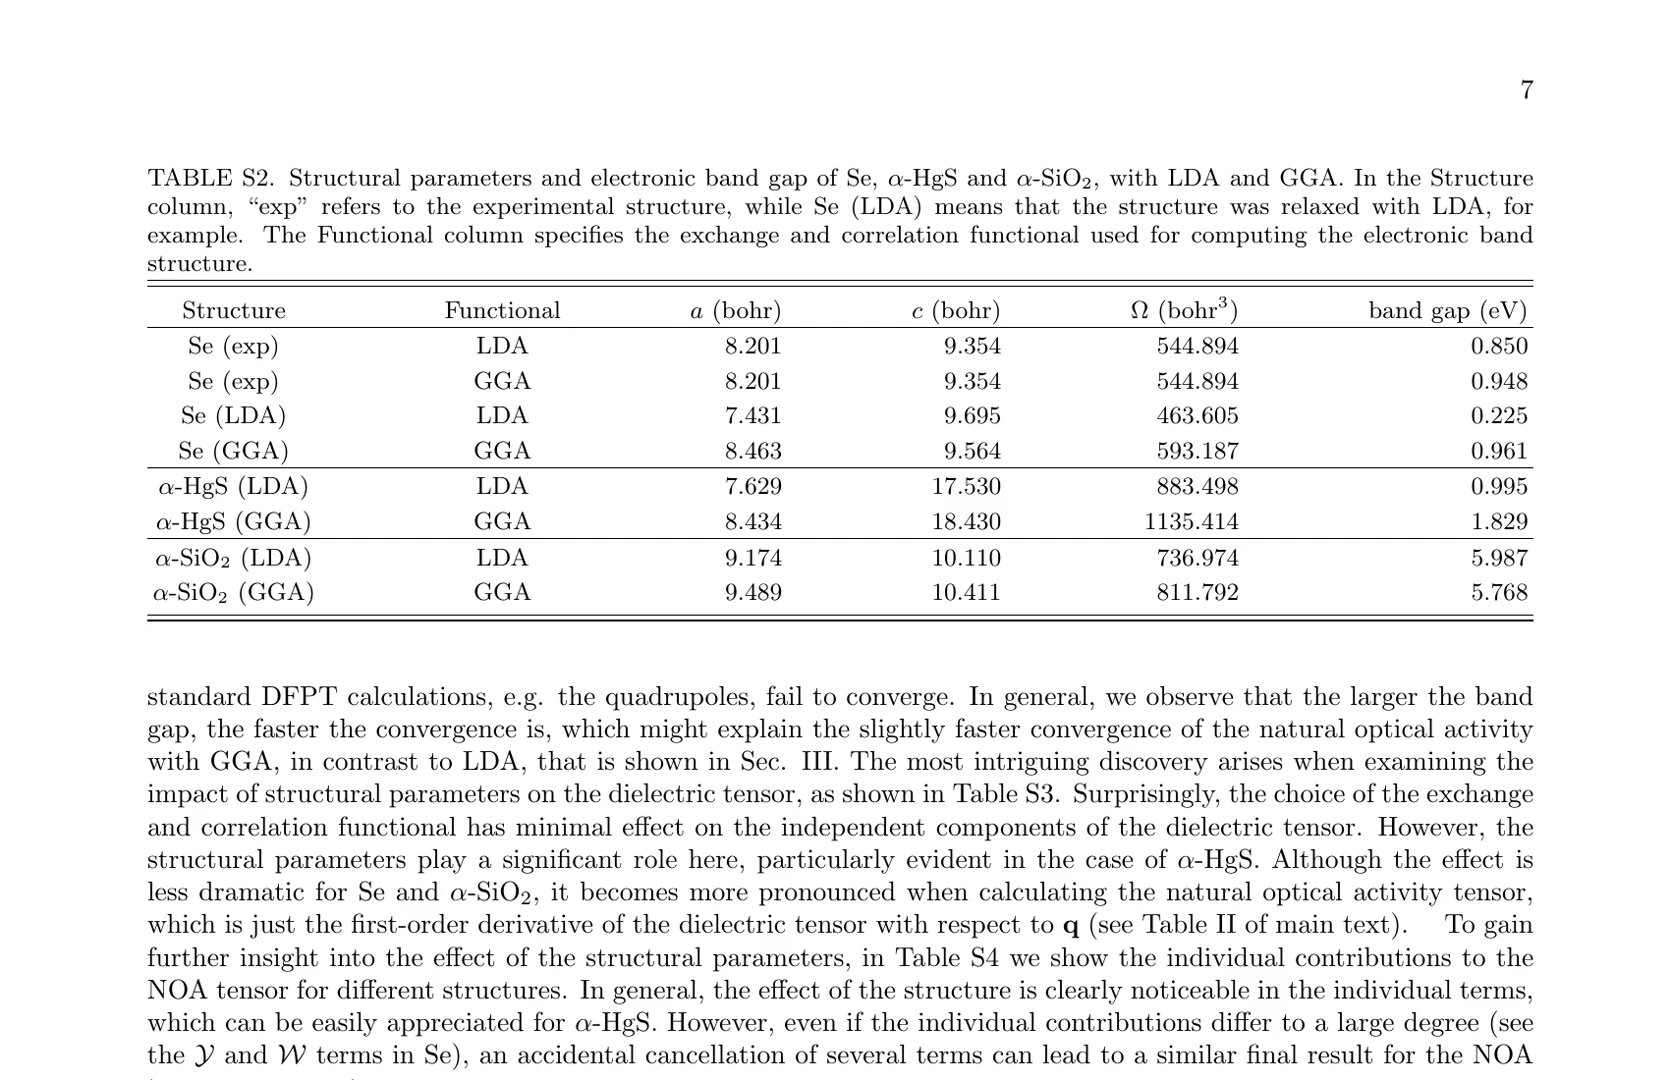 7
TABLE S2. Structural parameters and electronic band gap of Se, α-HgS and α-SiO₂, with LDA and GGA. In the Structure
column, “exp” refers to the experimental structure, while Se (LDA) means that the structure was relaxed with LDA, for
example. The Functional column specifies the exchange and correlation functional used for computing the electronic band
structure.
Structure Functional a (bohr) c (bohr) Ω (bohr³) band gap (eV)
Se (exp) LDA 8.201 9.354 544.894 0.850
Se (exp) GGA 8.201 9.354 544.894 0.948
Se (LDA) LDA 7.431 9.695 463.605 0.225
Se (GGA) GGA 8.463 9.564 593.187 0.961
α-HgS (LDA) LDA 7.629 17.530 883.498 0.995
α-HgS (GGA) GGA 8.434 18.430 1135.414 1.829
α-SiO₂ (LDA) LDA 9.174 10.110 736.974 5.987
α-SiO₂ (GGA) GGA 9.489 10.411 811.792 5.768
standard DFPT calculations, e.g. the quadrupoles, fail to converge. In general, we observe that the larger the band
gap, the faster the convergence is, which might explain the slightly faster convergence of the natural optical activity
with GGA, in contrast to LDA, that is shown in Sec. III. The most intriguing discovery arises when examining the
impact of structural parameters on the dielectric tensor, as shown in Table S3. Surprisingly, the choice of the exchange
and correlation functional has minimal effect on the independent components of the dielectric tensor. However, the
structural parameters play a significant role here, particularly evident in the case of α-HgS. Although the effect is
less dramatic for Se and α-SiO₂, it becomes more pronounced when calculating the natural optical activity tensor,
which is just the first-order derivative of the dielectric tensor with respect to q (see Table II of main text). To gain
further insight into the effect of the structural parameters, in Table S4 we show the individual contributions to the
NOA tensor for different structures. In general, the effect of the structure is clearly noticeable in the individual terms,
which can be easily appreciated for α-HgS. However, even if the individual contributions differ to a large degree (see
the 𝒴 and 𝒲 terms in Se), an accidental cancellation of several terms can lead to a similar final result for the NOA